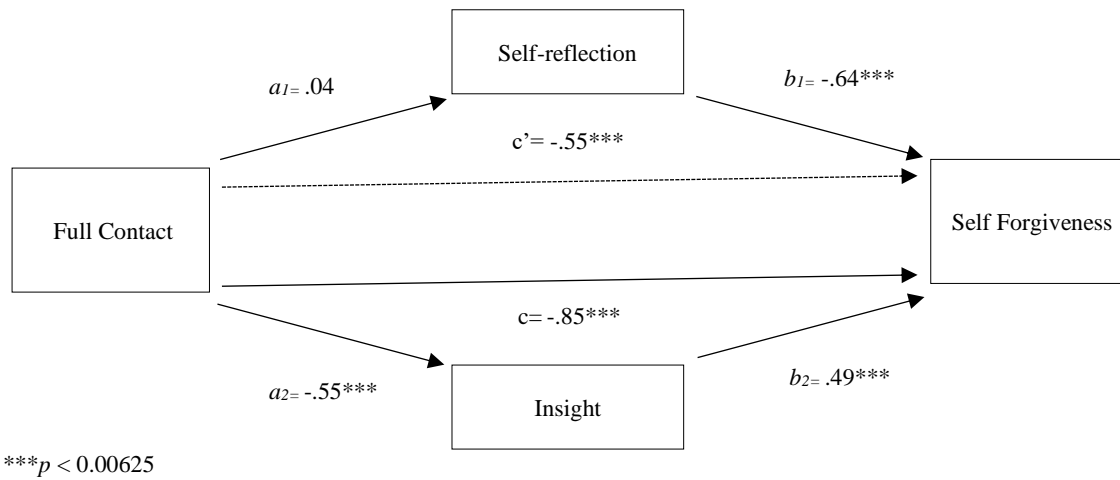 Self-reflection
a1= .04
b1= -.64***
c’= -.55***
Full Contact
Self Forgiveness
c= -.85***
a2= -.55***
b2= .49***
Insight
***p < 0.00625